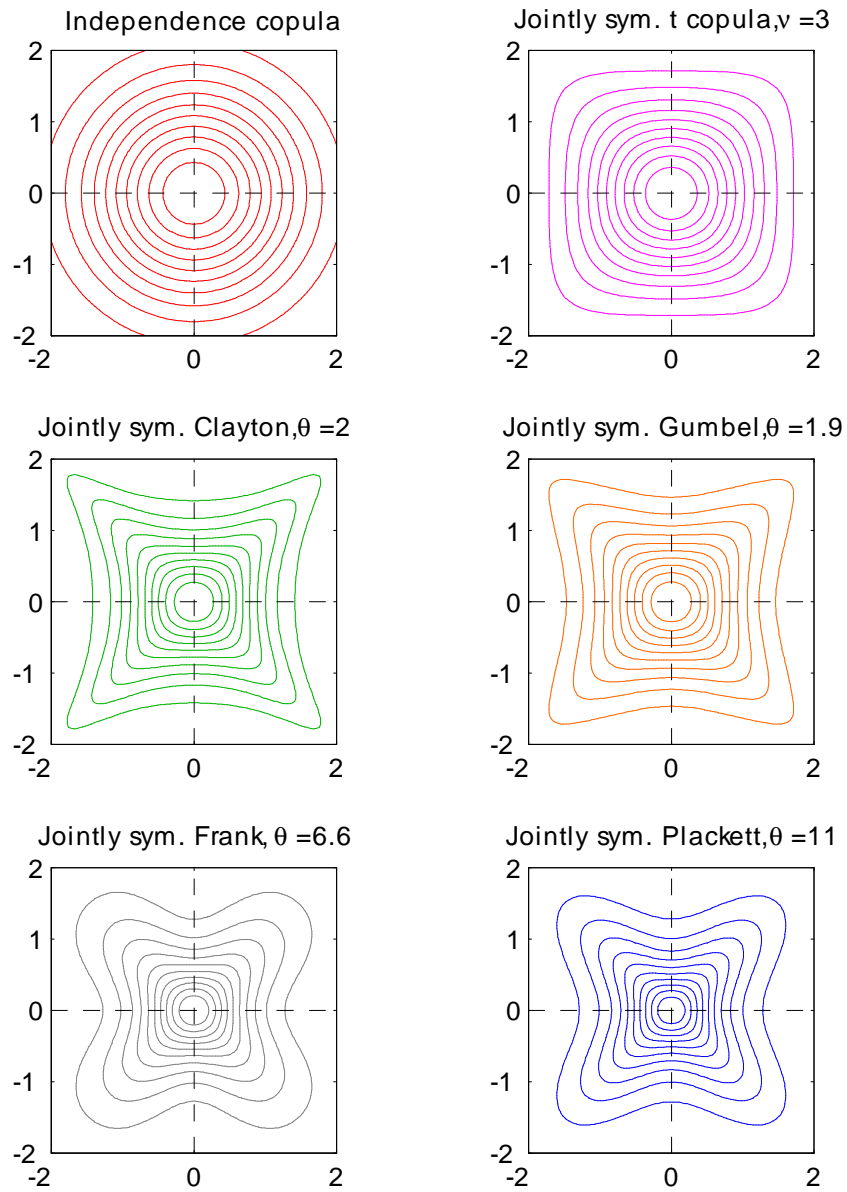 Independence copula
2
1
0
-1
-2
-2 0 2
Jointly sym. t copula,ν =3
2
1
0
-1
-2
-2 0 2
Jointly sym. Clayton,θ =2
2
1
0
-1
-2
-2 0 2
Jointly sym. Gumbel,θ =1.9
2
1
0
-1
-2
-2 0 2
Jointly sym. Frank, θ =6.6
2
1
0
-1
-2
-2 0 2
Jointly sym. Plackett,θ =11
2
1
0
-1
-2
-2 0 2